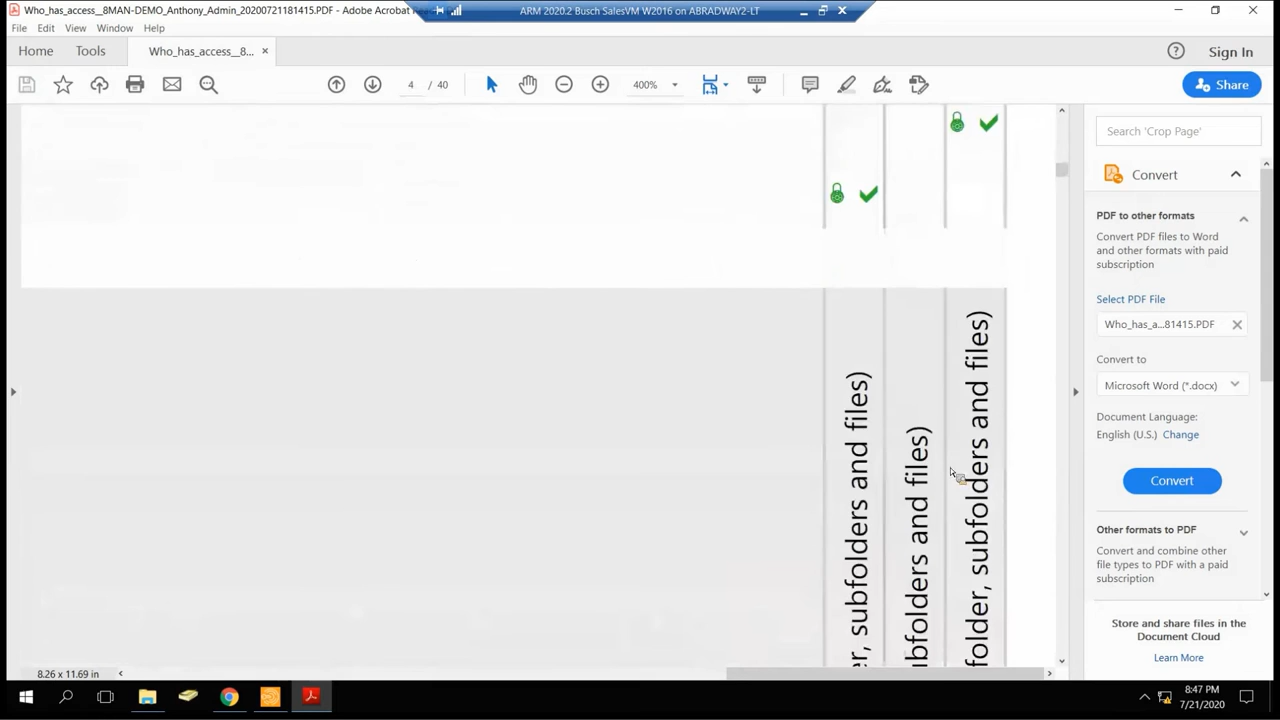 Who_has_access__8MAN-DEMO_Anthony_Admin_20200721181415.PDF - Adobe Acrobat
ARM 2020.2 Busch SalesVM W2016 on ABRADWAY2-LT
File Edit View Window Help
Home Tools Who_has_access__8... ×
Sign In
4 / 40
400%
Share
Search 'Crop Page'
Convert
PDF to other formats
Convert PDF files to Word
and other formats with paid
subscription
Select PDF File
Who_has_a...81415.PDF
Convert to
Microsoft Word (*.docx)
Document Language:
English (U.S.) Change
Convert
Other formats to PDF
Convert and combine other
file types to PDF with a paid
subscription
Store and share files in the
Document Cloud
Learn More
er, subfolders and files)
ubfolders and files)
folder, subfolders and files)
8.26 x 11.69 in
8:47 PM
7/21/2020